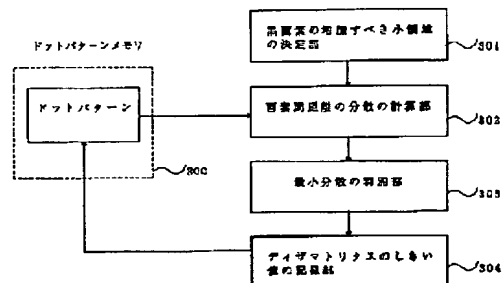 黒画素の増加すべき小領域
の決定部
301
ドットパターンメモリ
ドットパターン
300
画素間距離の分散の計算部
302
最小分散の判別部
303
ディザマトリクスのしきい
値の記録部
304